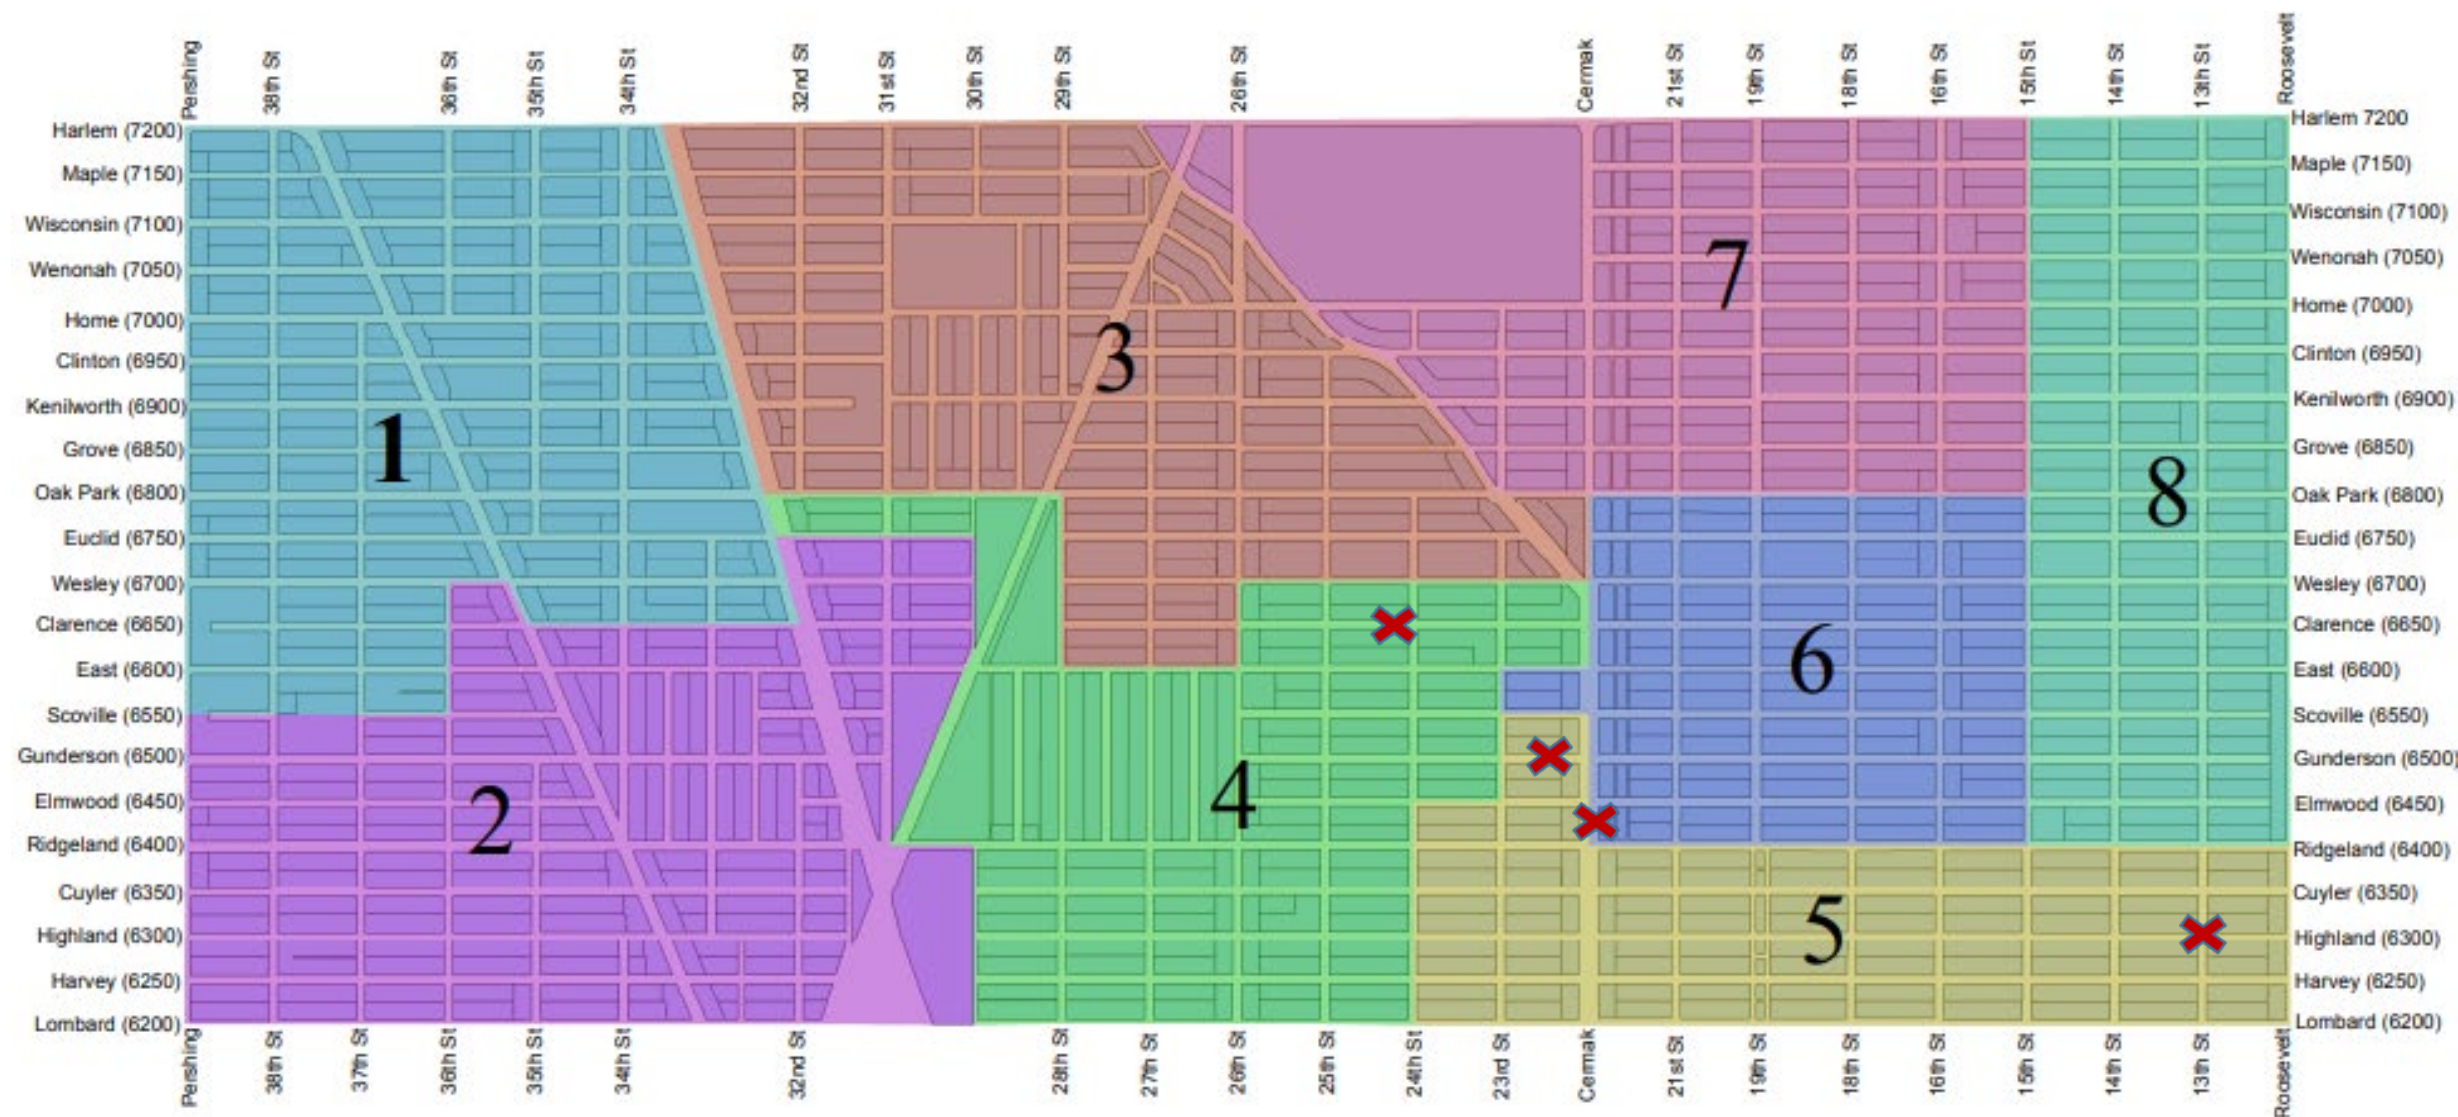 Pershing
38th St
36th St
35th St
34th St
32nd St
31st St
30th St
29th St
26th St
Cermak
21st St
19th St
18th St
16th St
15th St
14th St
13th St
Roosevelt
Harlem (7200)
Maple (7150)
Wisconsin (7100)
Wenonah (7050)
Home (7000)
Clinton (6950)
Kenilworth (6900)
Grove (6850)
Oak Park (6800)
Euclid (6750)
Wesley (6700)
Clarence (6650)
East (6600)
Scoville (6550)
Gunderson (6500)
Elmwood (6450)
Ridgeland (6400)
Cuyler (6350)
Highland (6300)
Harvey (6250)
Lombard (6200)
1
2
3
4
5
6
7
8
Harlem 7200
Maple (7150)
Wisconsin (7100)
Wenonah (7050)
Home (7000)
Clinton (6950)
Kenilworth (6900)
Grove (6850)
Oak Park (6800)
Euclid (6750)
Wesley (6700)
Clarence (6650)
East (6600)
Scoville (6550)
Gunderson (6500)
Elmwood (6450)
Ridgeland (6400)
Cuyler (6350)
Highland (6300)
Harvey (6250)
Lombard (6200)
Pershing
38th St
37th St
36th St
35th St
34th St
32nd St
28th St
27th St
26th St
25th St
24th St
23rd St
Cermak
21st St
19th St
18th St
16th St
15th St
14th St
13th St
Roosevelt